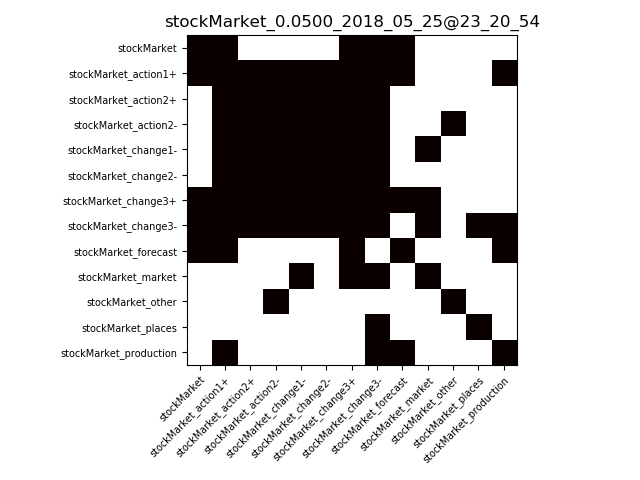 stockMarket_0.0500_2018_05_25@23_20_54
stockMarket
stockMarket_action1+
stockMarket_action2+
stockMarket_action2-
stockMarket_change1-
stockMarket_change2-
stockMarket_change3+
stockMarket_change3-
stockMarket_forecast
stockMarket_market
stockMarket_other
stockMarket_places
stockMarket_production
stockMarket
stockMarket_action1+
stockMarket_action2+
stockMarket_action2-
stockMarket_change1-
stockMarket_change2-
stockMarket_change3+
stockMarket_change3-
stockMarket_forecast
stockMarket_market
stockMarket_other
stockMarket_places
stockMarket_production